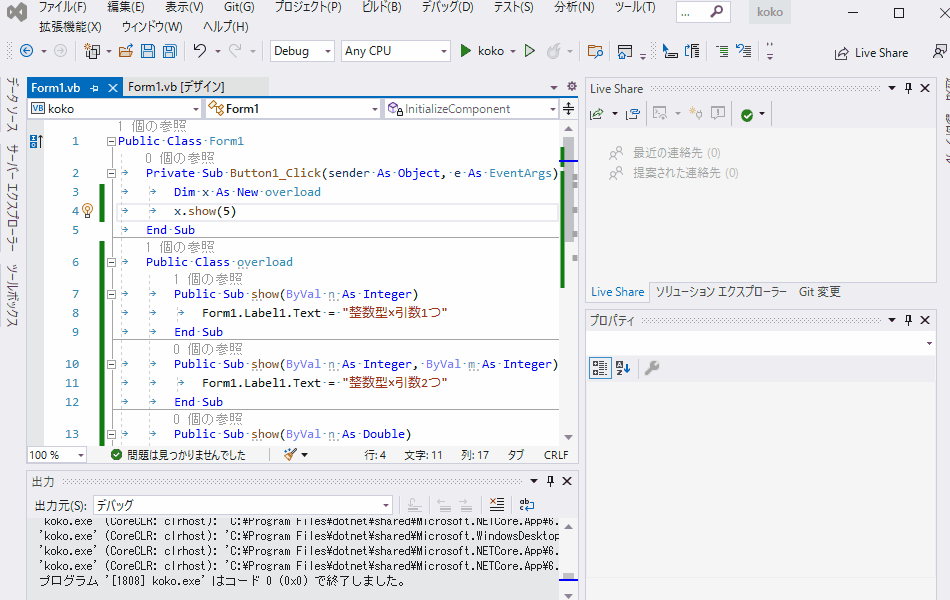 ファイル(F) 編集(E) 表示(V) Git(G) プロジェクト(P) ビルド(B) デバッグ(D) テスト(S) 分析(N) ツール(T) ... koko
拡張機能(X) ウィンドウ(W) ヘルプ(H)
Debug Any CPU koko Live Share
データ ソース
サーバー エクスプローラー
ツールボックス
Form1.vb Form1.vb [デザイン]
VB koko Form1 InitializeComponent
1 個の参照
1 Public Class Form1
0 個の参照
2 Private Sub Button1_Click(sender As Object, e As EventArgs)
3 Dim x As New overload
4 x.show(5)
5 End Sub
1 個の参照
6 Public Class overload
1 個の参照
7 Public Sub show(ByVal n As Integer)
8 Form1.Label1.Text = "整数型x引数1つ"
9 End Sub
0 個の参照
10 Public Sub show(ByVal n As Integer, ByVal m As Integer)
11 Form1.Label1.Text = "整数型x引数2つ"
12 End Sub
0 個の参照
13 Public Sub show(ByVal n As Double)
100 % 問題は見つかりませんでした 行: 4 文字: 11 列: 17 タブ CRLF
出力
出力元(S): デバッグ
'koko.exe' (CoreCLR: clrhost): 'C:¥Program Files¥dotnet¥shared¥Microsoft.NETCore.App¥6.
'koko.exe' (CoreCLR: clrhost): 'C:¥Program Files¥dotnet¥shared¥Microsoft.WindowsDesktop
'koko.exe' (CoreCLR: clrhost): 'C:¥Program Files¥dotnet¥shared¥Microsoft.NETCore.App¥6.
'koko.exe' (CoreCLR: clrhost): 'C:¥Program Files¥dotnet¥shared¥Microsoft.NETCore.App¥6.
プログラム '[1808] koko.exe' はコード 0 (0x0) で終了しました。
Live Share
最近の連絡先 (0)
提案された連絡先 (0)
Live Share ソリューション エクスプローラー Git 変更
プロパティ